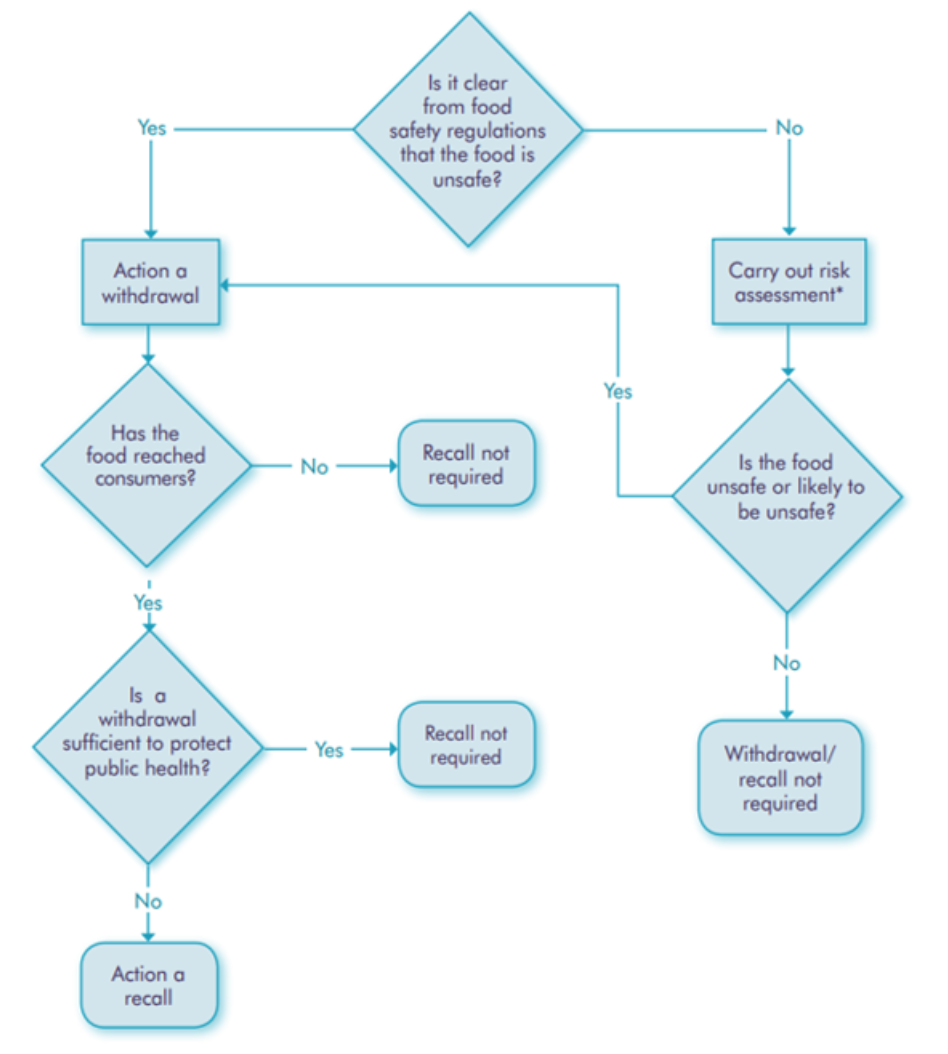 Is it clear
from food
safety regulations
that the food is
unsafe?
Yes
No
Action a
withdrawal
Carry out risk
assessment*
Yes
Has the
food reached
consumers?
No
Recall not
required
Is the food
unsafe or likely to
be unsafe?
Yes
No
Is a
withdrawal
sufficient to protect
public health?
Yes
Recall not
required
Withdrawal/
recall not
required
No
Action a
recall